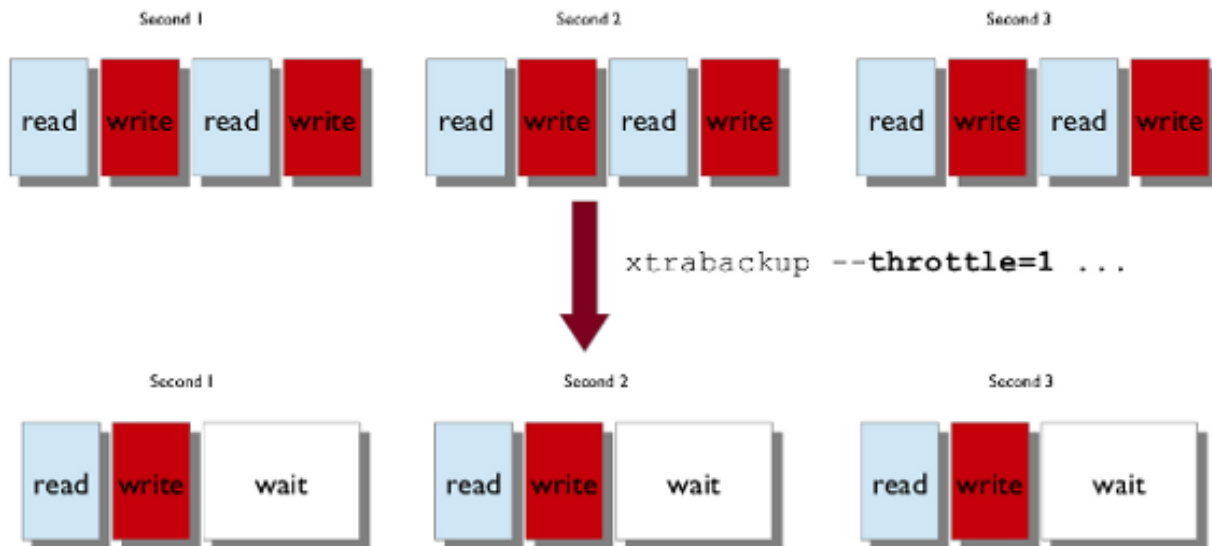 Second 1 Second 2 Second 3
read write read write read write read write read write read write
xtrabackup --throttle=1 ...
Second 1 Second 2 Second 3
read write wait read write wait read write wait